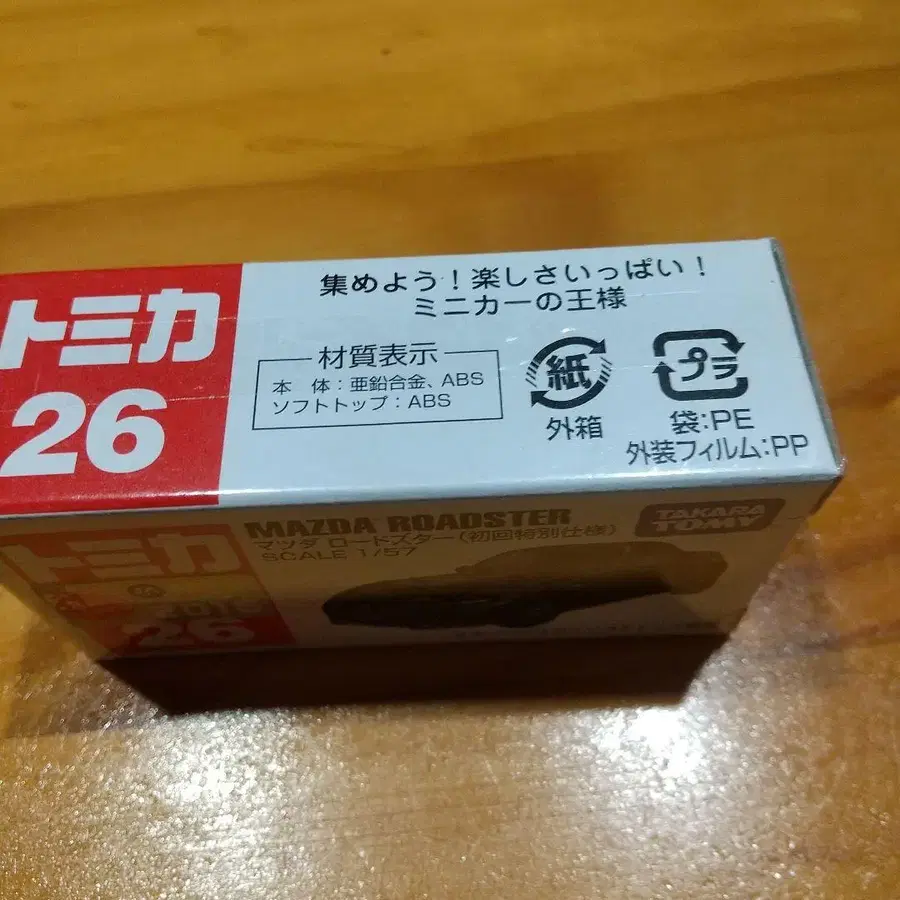 トミカ
26
集めよう！楽しさいっぱい！
ミニカーの王様
材質表示
本 体：亜鉛合金、ABS
ソフトトップ：ABS
紙
外箱
プラ
袋：PE
外装フィルム：PP
トミカ
26
MAZDA ROADSTER
マツダ ロードスター（初回特別仕様）
SCALE 1/57
TAKARA
TOMY